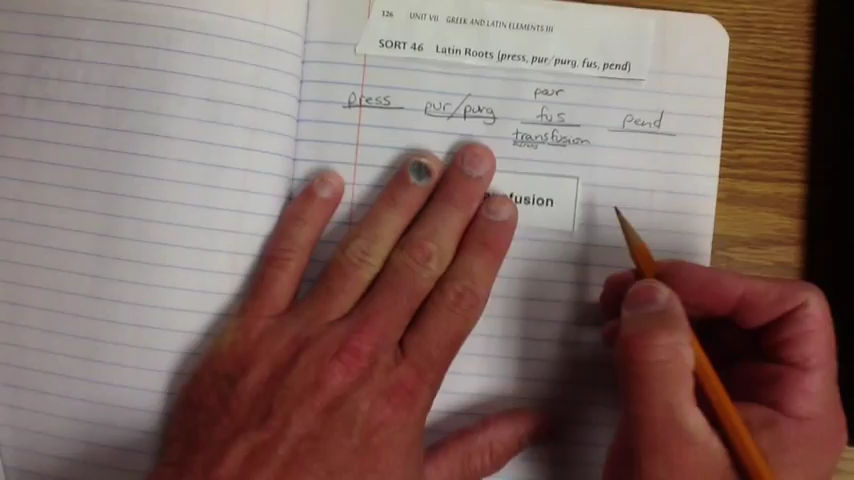 126 UNIT VII GREEK AND LATIN ELEMENTS III
SORT 46 Latin Roots (press, pur/purg, fus, pend)
pour
press pur/purg fus pend
transfusion
fusion